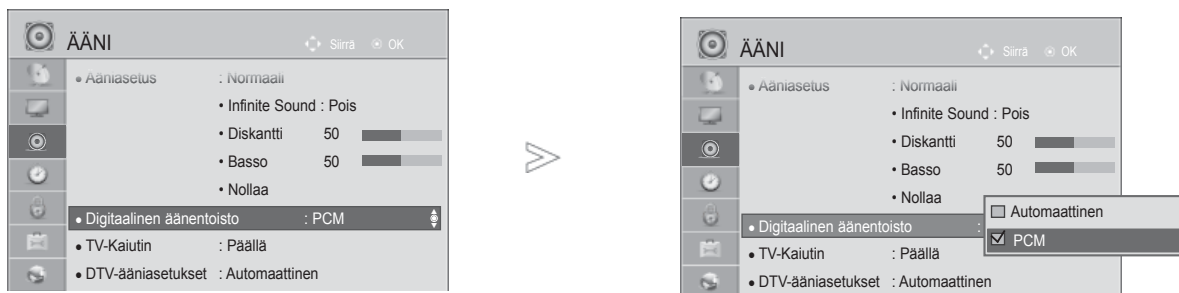 ÄÄNI Siirrä OK
• Ääniasetus : Normaali
• Infinite Sound : Pois
• Diskantti 50
• Basso 50
• Nollaa
• Digitaalinen äänentoisto : PCM
• TV-Kaiutin : Päällä
• DTV-ääniasetukset : Automaattinen
ÄÄNI Siirrä OK
• Ääniasetus : Normaali
• Infinite Sound : Pois
• Diskantti 50
• Basso 50
• Nollaa
• Digitaalinen äänentoisto :
Automaattinen
PCM
• TV-Kaiutin : Päällä
• DTV-ääniasetukset : Automaattinen